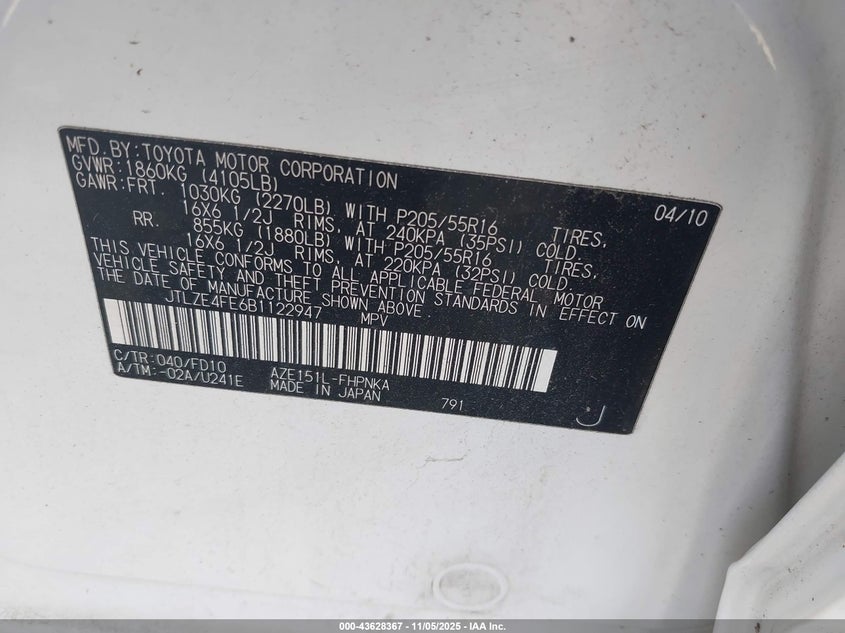 MFD.BY:TOYOTA MOTOR CORPORATION 04/10
GVWR:1860KG (4105LB)
GAWR:FRT. 1030KG (2270LB) WITH P205/55R16 TIRES,
16X6 1/2J RIMS, AT 240KPA (35PSI) COLD.
RR. 855KG (1880LB) WITH P205/55R16 TIRES,
16X6 1/2J RIMS, AT 220KPA (32PSI) COLD.
THIS VEHICLE CONFORMS TO ALL APPLICABLE FEDERAL MOTOR
VEHICLE SAFETY AND THEFT PREVENTION STANDARDS IN EFFECT ON
THE DATE OF MANUFACTURE SHOWN ABOVE.
JTLZE4FE6B1122947 MPV
C/TR:040/FD10 AZE151L-FHPNKA
A/TM:-02A/U241E MADE IN JAPAN 791 J
000-43628367 - 11/05/2025 - IAA Inc.